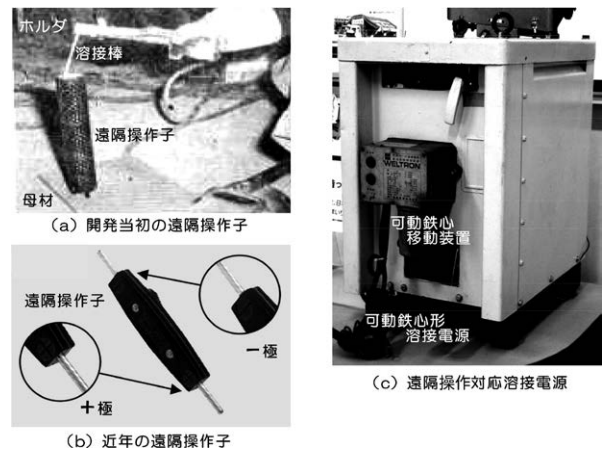 ホルダ
溶接棒
遠隔操作子
母材
(a) 開発当初の遠隔操作子
遠隔操作子
－極
＋極
(b) 近年の遠隔操作子
WELTRON
可動鉄心
移動装置
可動鉄心形
溶接電源
(c) 遠隔操作対応溶接電源